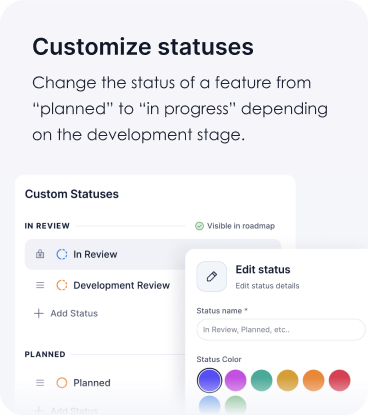 Customize statuses
Change the status of a feature from
“planned” to “in progress” depending
on the development stage.
Custom Statuses
IN REVIEW
Visible in roadmap
In Review
Development Review
Add Status
PLANNED
Planned
Add Status
Edit status
Edit status details
Status name *
In Review, Planned, etc..
Status Color